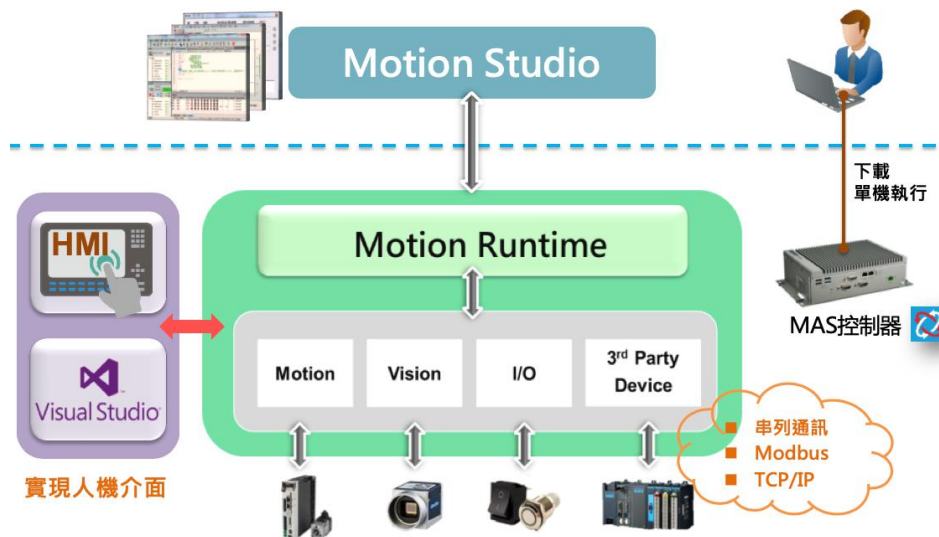 Motion Studio
下載
單機執行
Motion Runtime
HMI
MAS控制器
Motion
Vision
I/O
3rd Party
Device
Visual Studio
串列通訊
Modbus
TCP/IP
實現人機介面